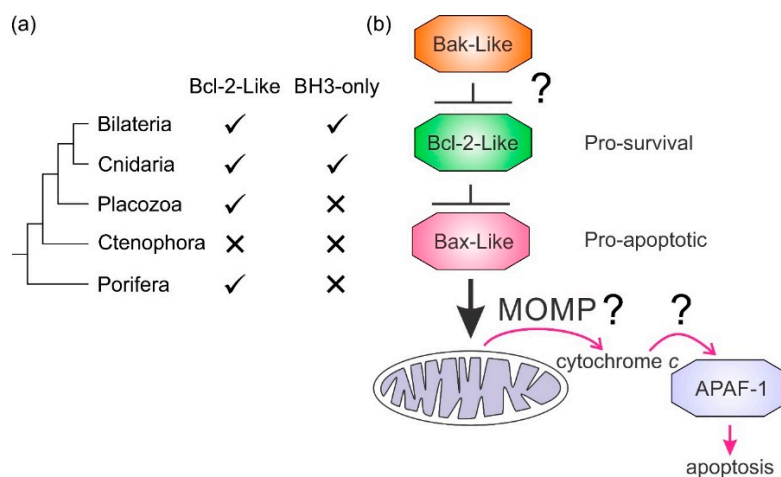 (a)
Bcl-2-Like BH3-only
Bilateria ✓ ✓
Cnidaria ✓ ✓
Placozoa ✓ ✕
Ctenophora ✕ ✕
Porifera ✓ ✕
(b)
Bak-Like
?
Bcl-2-Like Pro-survival
Bax-Like Pro-apoptotic
MOMP ? ?
cytochrome c
APAF-1
apoptosis